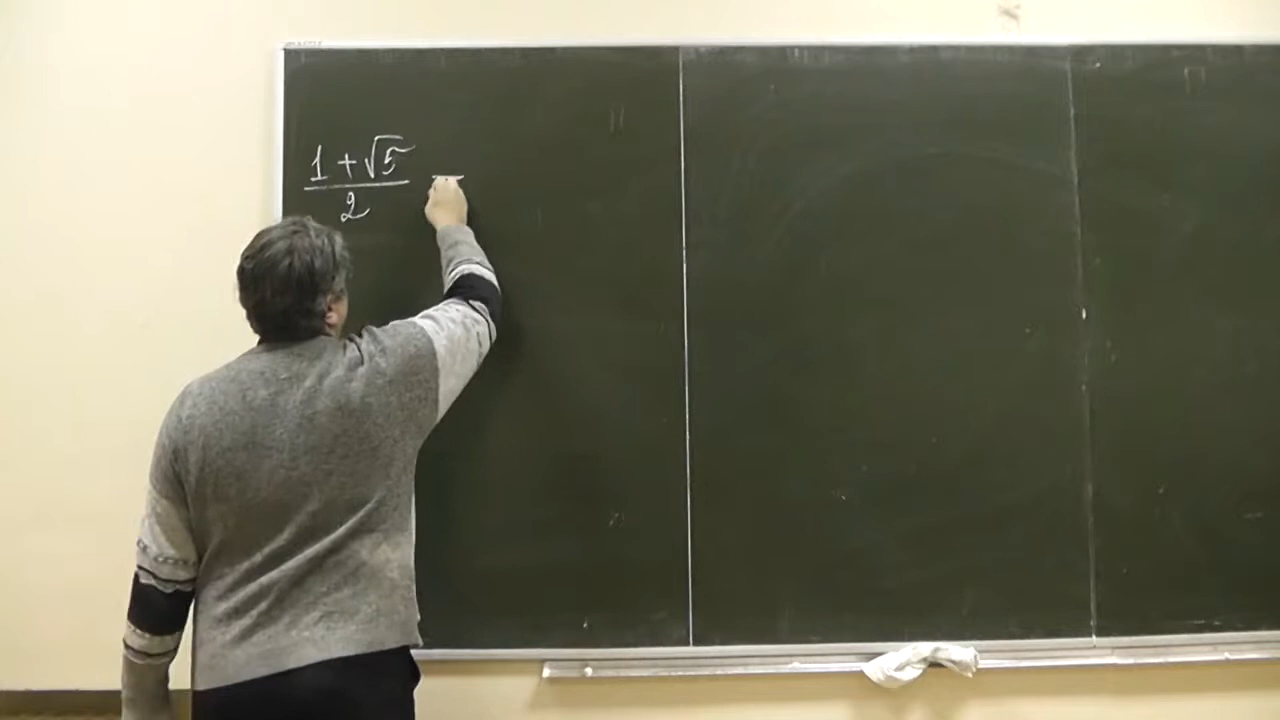 (1+√5)/2 =